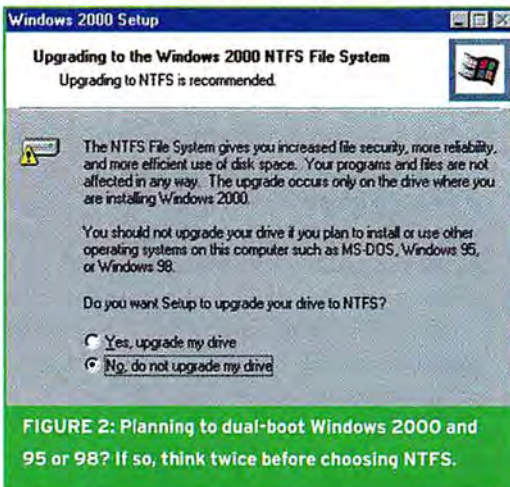 Windows 2000 Setup
Upgrading to the Windows 2000 NTFS File System
Upgrading to NTFS is recommended.
The NTFS File System gives you increased file security, more reliability,
and more efficient use of disk space. Your programs and files are not
affected in any way. The upgrade occurs only on the drive where you
are installing Windows 2000.
You should not upgrade your drive if you plan to install or use other
operating systems on this computer such as MS-DOS, Windows 95,
or Windows 98.
Do you want Setup to upgrade your drive to NTFS?
Yes, upgrade my drive
No, do not upgrade my drive
FIGURE 2: Planning to dual-boot Windows 2000 and
95 or 98? If so, think twice before choosing NTFS.